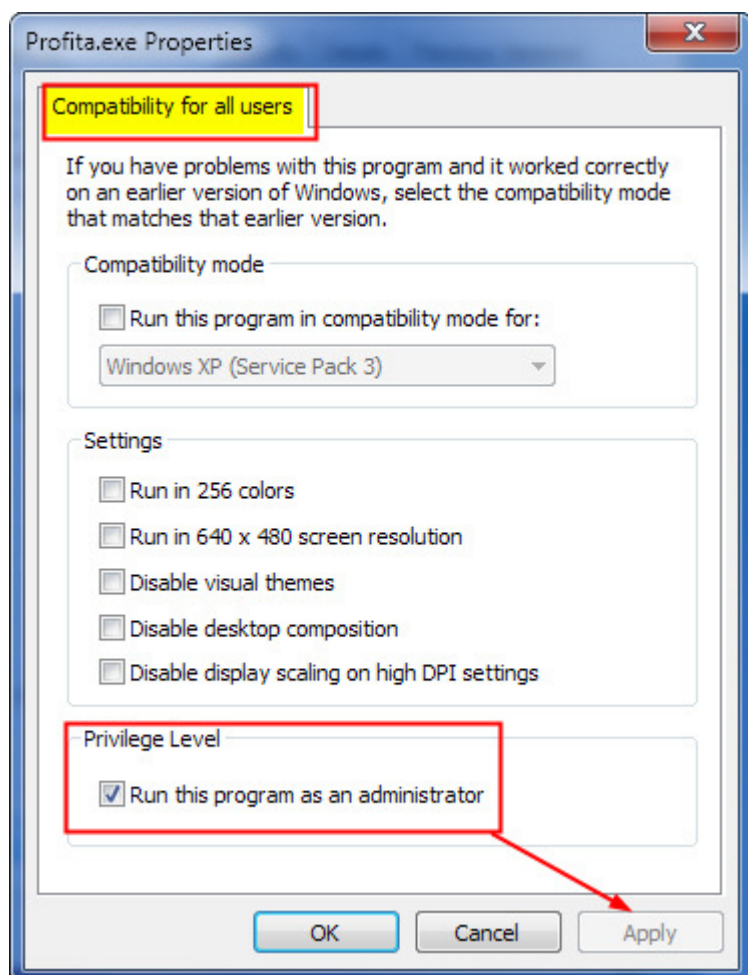 Profita.exe Properties
Compatibility for all users
If you have problems with this program and it worked correctly
on an earlier version of Windows, select the compatibility mode
that matches that earlier version.
Compatibility mode
Run this program in compatibility mode for:
Windows XP (Service Pack 3)
Settings
Run in 256 colors
Run in 640 x 480 screen resolution
Disable visual themes
Disable desktop composition
Disable display scaling on high DPI settings
Privilege Level
Run this program as an administrator
OK Cancel Apply